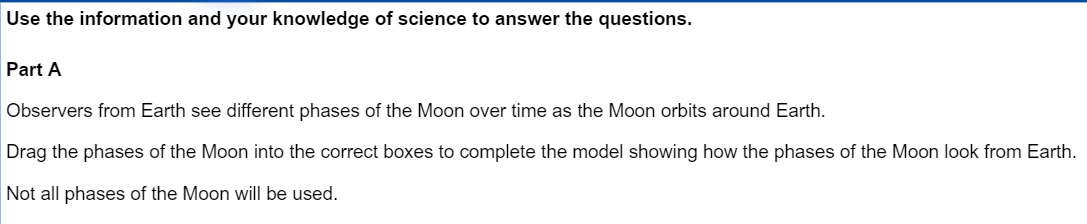 Use the information and your knowledge of science to answer the questions.
Part A
Observers from Earth see different phases of the Moon over time as the Moon orbits around Earth.
Drag the phases of the Moon into the correct boxes to complete the model showing how the phases of the Moon look from Earth.
Not all phases of the Moon will be used.